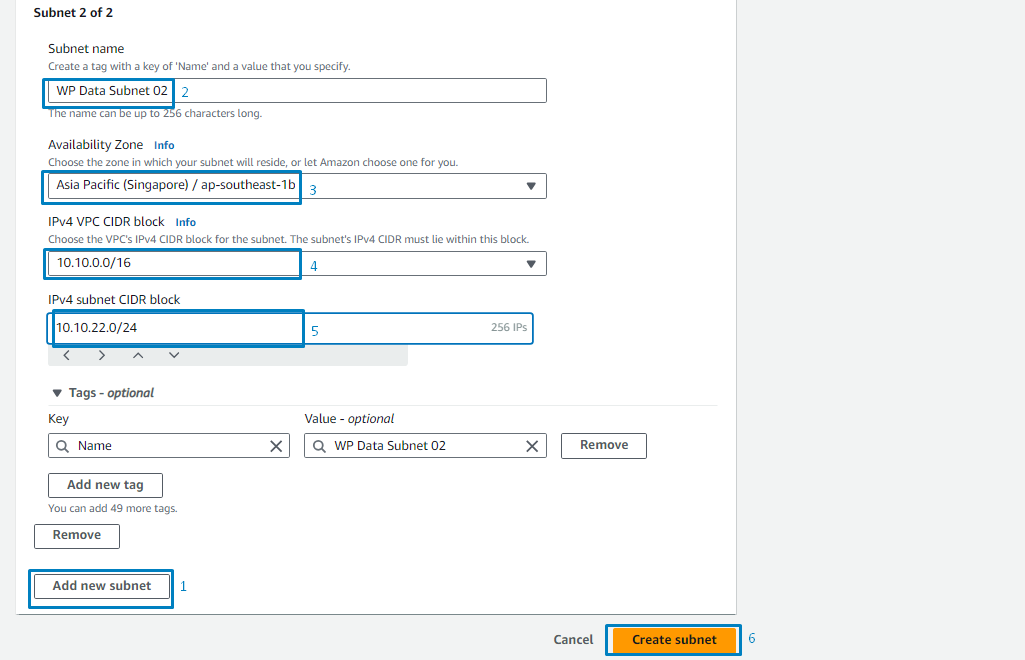 Subnet 2 of 2
Subnet name
Create a tag with a key of 'Name' and a value that you specify.
WP Data Subnet 02 2
The name can be up to 256 characters long.
Availability Zone Info
Choose the zone in which your subnet will reside, or let Amazon choose one for you.
Asia Pacific (Singapore) / ap-southeast-1b 3
IPv4 VPC CIDR block Info
Choose the VPC's IPv4 CIDR block for the subnet. The subnet's IPv4 CIDR must lie within this block.
10.10.0.0/16 4
IPv4 subnet CIDR block
10.10.22.0/24 5 256 IPs
Tags - optional
Key Value - optional
Name WP Data Subnet 02 Remove
Add new tag
You can add 49 more tags.
Remove
Add new subnet 1
Cancel Create subnet 6